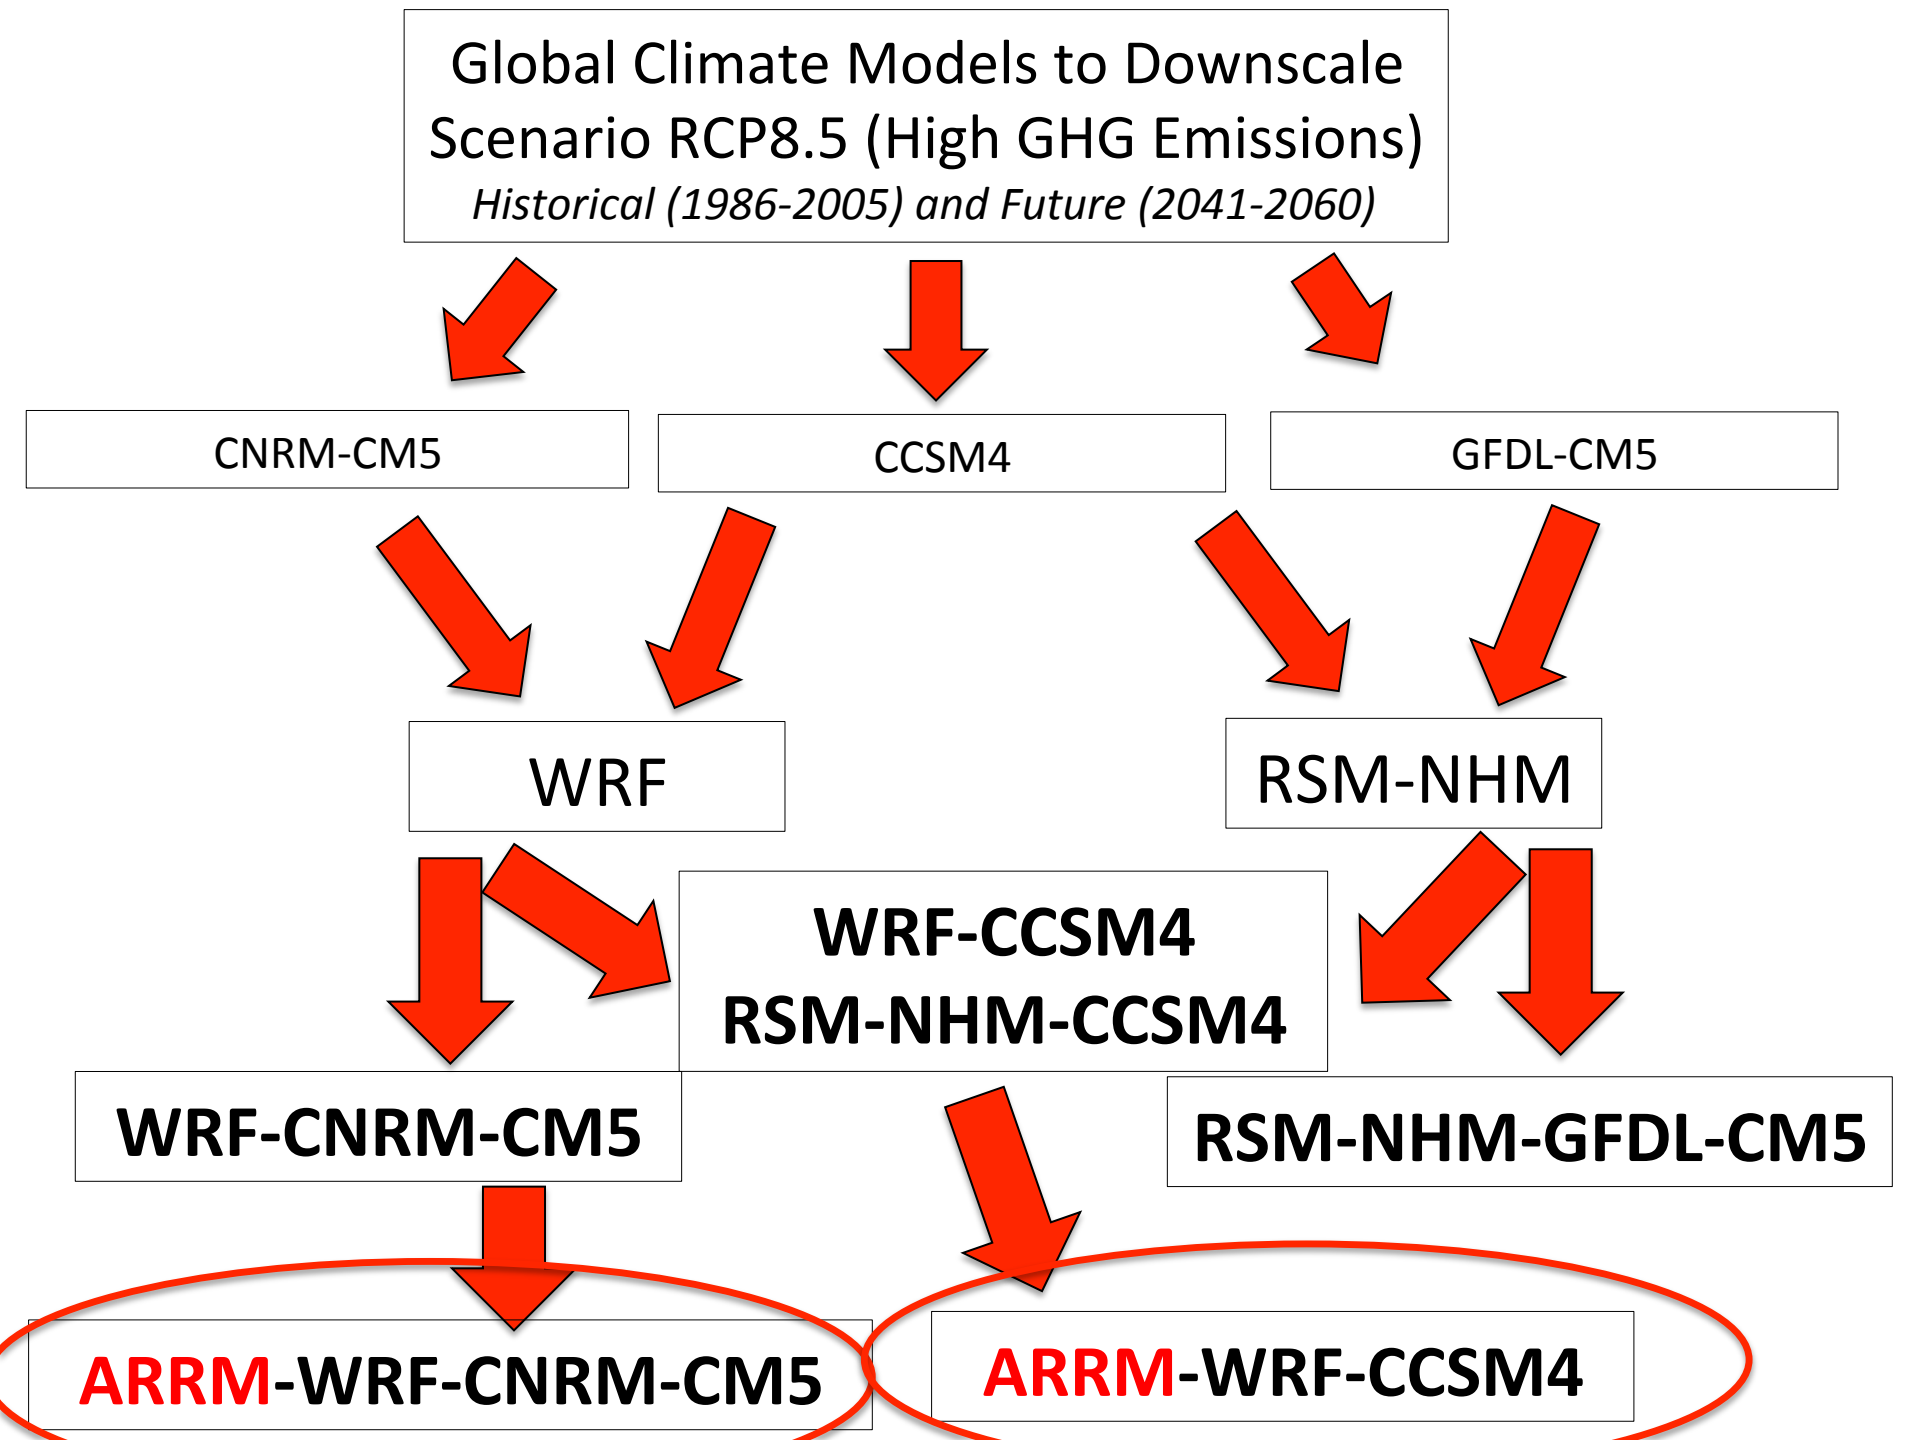 Global Climate Models to Downscale
Scenario RCP8.5 (High GHG Emissions)
Historical (1986-2005) and Future (2041-2060)
CNRM-CM5
CCSM4
GFDL-CM5
WRF
RSM-NHM
WRF-CCSM4
RSM-NHM-CCSM4
WRF-CNRM-CM5
RSM-NHM-GFDL-CM5
ARRM-WRF-CNRM-CM5
ARRM-WRF-CCSM4